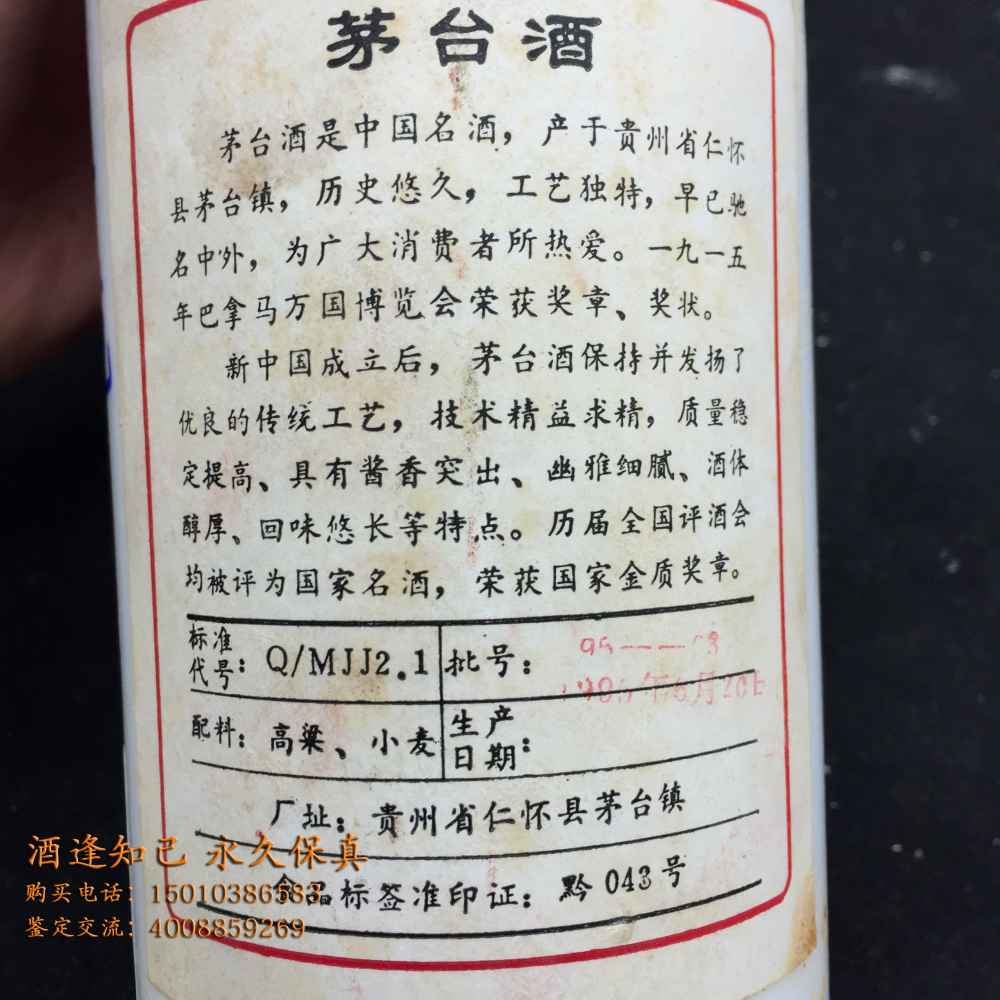 茅台酒
茅台酒是中国名酒，产于贵州省仁怀
县茅台镇，历史悠久，工艺独特，早已驰
名中外，为广大消费者所热爱。一九一五
年巴拿马万国博览会荣获奖章、奖状。
新中国成立后，茅台酒保持并发扬了
优良的传统工艺，技术精益求精，质量稳
定提高、具有酱香突出、幽雅细腻、酒体
醇厚、回味悠长等特点。历届全国评酒会
均被评为国家名酒，荣获国家金质奖章。
标准代号：Q/MJJ2.1 批号：
配料：高粱、小麦 生产日期：
厂址：贵州省仁怀县茅台镇
食品标签准印证：黔043号
酒逢知己 永久保真
购买电话：15010386583
鉴定交流：4008859269